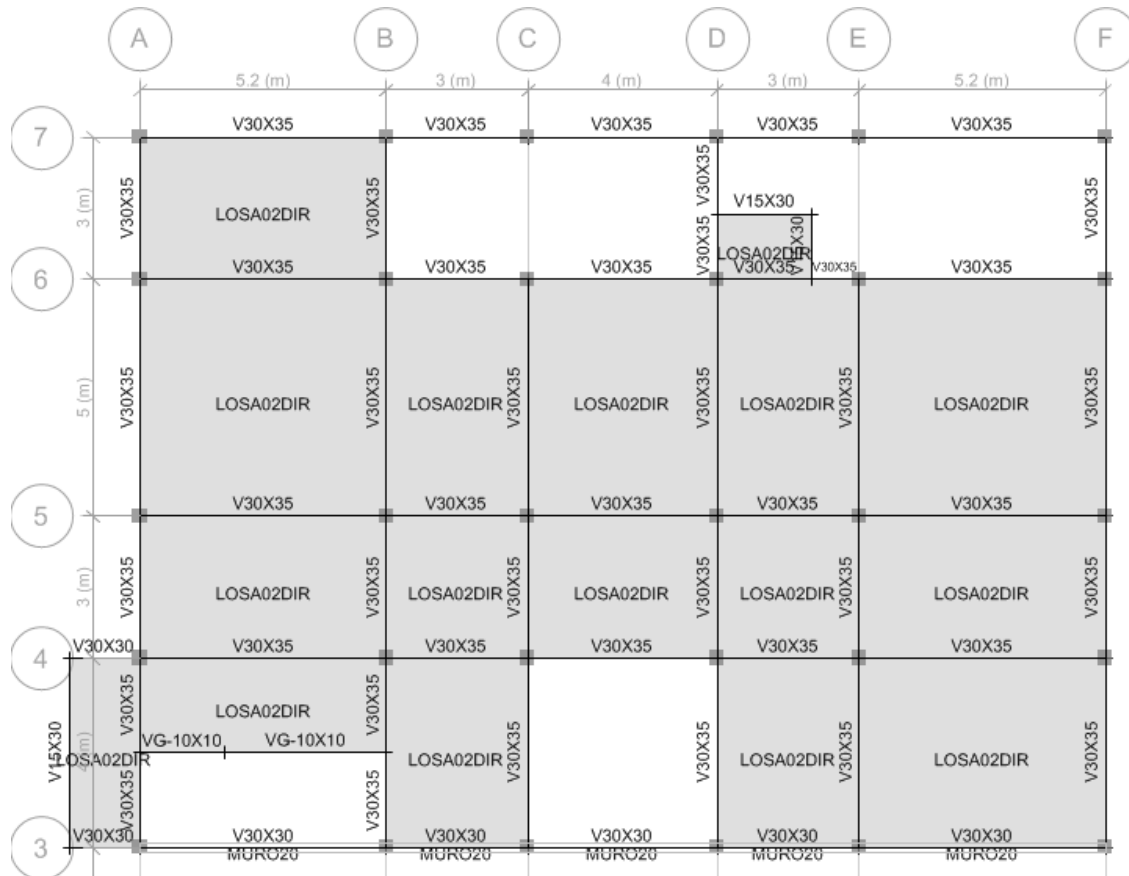 A B C D E F
5.2 (m) 3 (m) 4 (m) 3 (m) 5.2 (m)
7 V30X35 V30X35 V30X35 V30X35 V30X35
3 (m) V30X35 V30X35 V30X35 V30X35
V15X30
LOSA02DIR V30X35 LOSA02DIR V15X30
6 V30X35 V30X35 V30X35 V30X35 V30X35 V30X35
5 (m) V30X35 LOSA02DIR V30X35 LOSA02DIR V30X35 LOSA02DIR V30X35 LOSA02DIR V30X35 LOSA02DIR V30X35
5 V30X35 V30X35 V30X35 V30X35 V30X35
3 (m) V30X35 LOSA02DIR V30X35 LOSA02DIR V30X35 LOSA02DIR V30X35 LOSA02DIR V30X35 LOSA02DIR V30X35
4 V30X30 V30X35 V30X35 V30X35 V30X35 V30X35
V30X35 LOSA02DIR V30X35
VG-10X10 VG-10X10
V15X30 LOSA02DIR LOSA02DIR V30X35 V30X35 LOSA02DIR V30X35 LOSA02DIR V30X35
V30X35 V30X35
3 V30X30 V30X30 V30X30 V30X30 V30X30 V30X30
MURO20 MURO20 MURO20 MURO20 MURO20